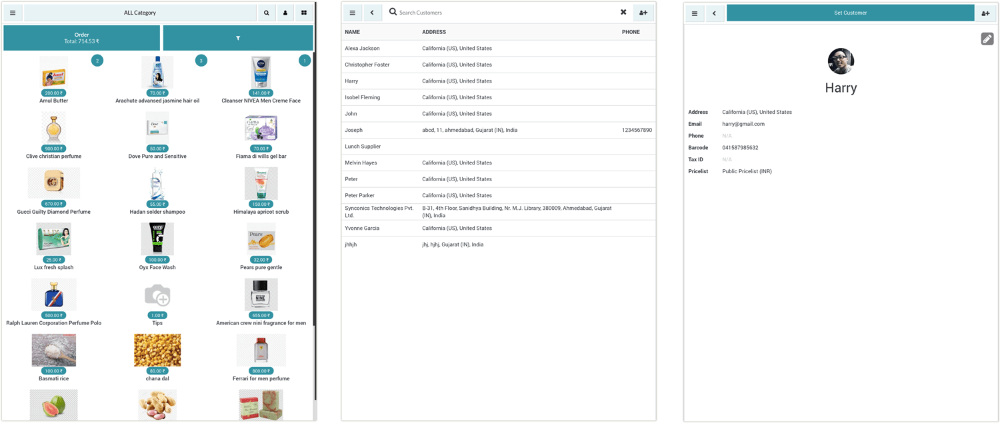 ALL Category
Order
Total: 714.53 ₹
2
3
1
200.00 ₹
70.00 ₹
141.00 ₹
Amul Butter
Arachute advansed jasmine hair oil
Cleanser NIVEA Men Creme Face
900.00 ₹
50.00 ₹
70.00 ₹
Clive christian perfume
Dove Pure and Sensitive
Fiama di wills gel bar
670.00 ₹
55.00 ₹
150.00 ₹
Gucci Guilty Diamond Perfume
Hadan solder shampoo
Himalaya apricot scrub
25.00 ₹
100.00 ₹
32.00 ₹
Lux fresh splash
Oyx Face Wash
Pears pure gentle
500.00 ₹
1.00 ₹
655.00 ₹
Ralph Lauren Corporation Perfume Polo
Tips
American crew nini fragrance for men
100.00 ₹
80.00 ₹
800.00 ₹
Basmati rice
chana dal
Ferrari for men perfume
Amul
NIVEA
Dove
Fiama
LUX
OXY
Pears
NINE
Search Customers
NAME ADDRESS PHONE
Alexa Jackson California (US), United States
Christopher Foster California (US), United States
Harry California (US), United States
Isobel Fleming California (US), United States
John California (US), United States
Joseph abcd, 11, ahmedabad, Gujarat (IN), India 1234567890
Lunch Supplier
Melvin Hayes California (US), United States
Peter California (US), United States
Peter Parker California (US), United States
Synconics Technologies Pvt. B-31, 4th Floor, Sanidhya Building, Nr. M.J. Library, 380009, Ahmedabad, Gujarat
Ltd. (IN), India
Yvonne Garcia California (US), United States
jhhjh jhj, hjhj, Gujarat (IN), India
Set Customer
Harry
Address California (US), United States
Email harry@gmail.com
Phone N/A
Barcode 041587985632
Tax ID N/A
Pricelist Public Pricelist (INR)